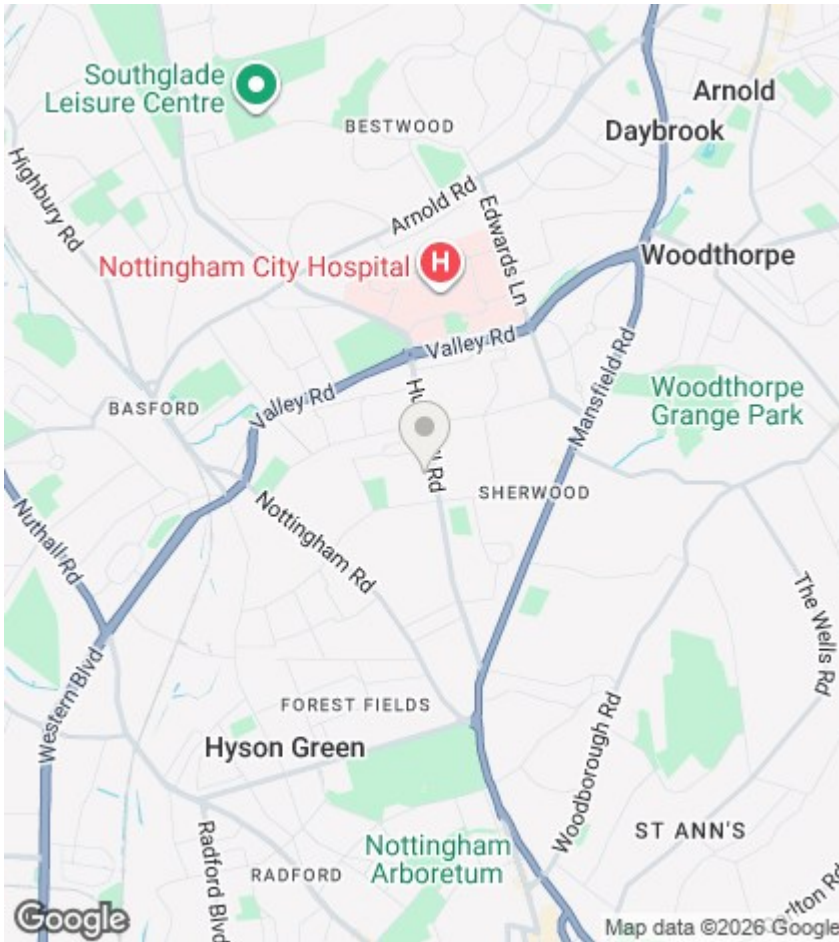 Southglade
Leisure Centre
BESTWOOD
Arnold
Daybrook
Highbury Rd
Arnold Rd
Edwards Ln
Nottingham City Hospital
H
Woodthorpe
Valley Rd
Valley Rd
Mansfield Rd
Woodthorpe
Grange Park
BASFORD
SHERWOOD
Nuthall Rd
Nottingham Rd
The Wells Rd
Western Blvd
FOREST FIELDS
Hyson Green
Woodborough Rd
ST ANN'S
Nottingham
Arboretum
RADFORD
Radford Blvd
Google
Map data ©2026 Google